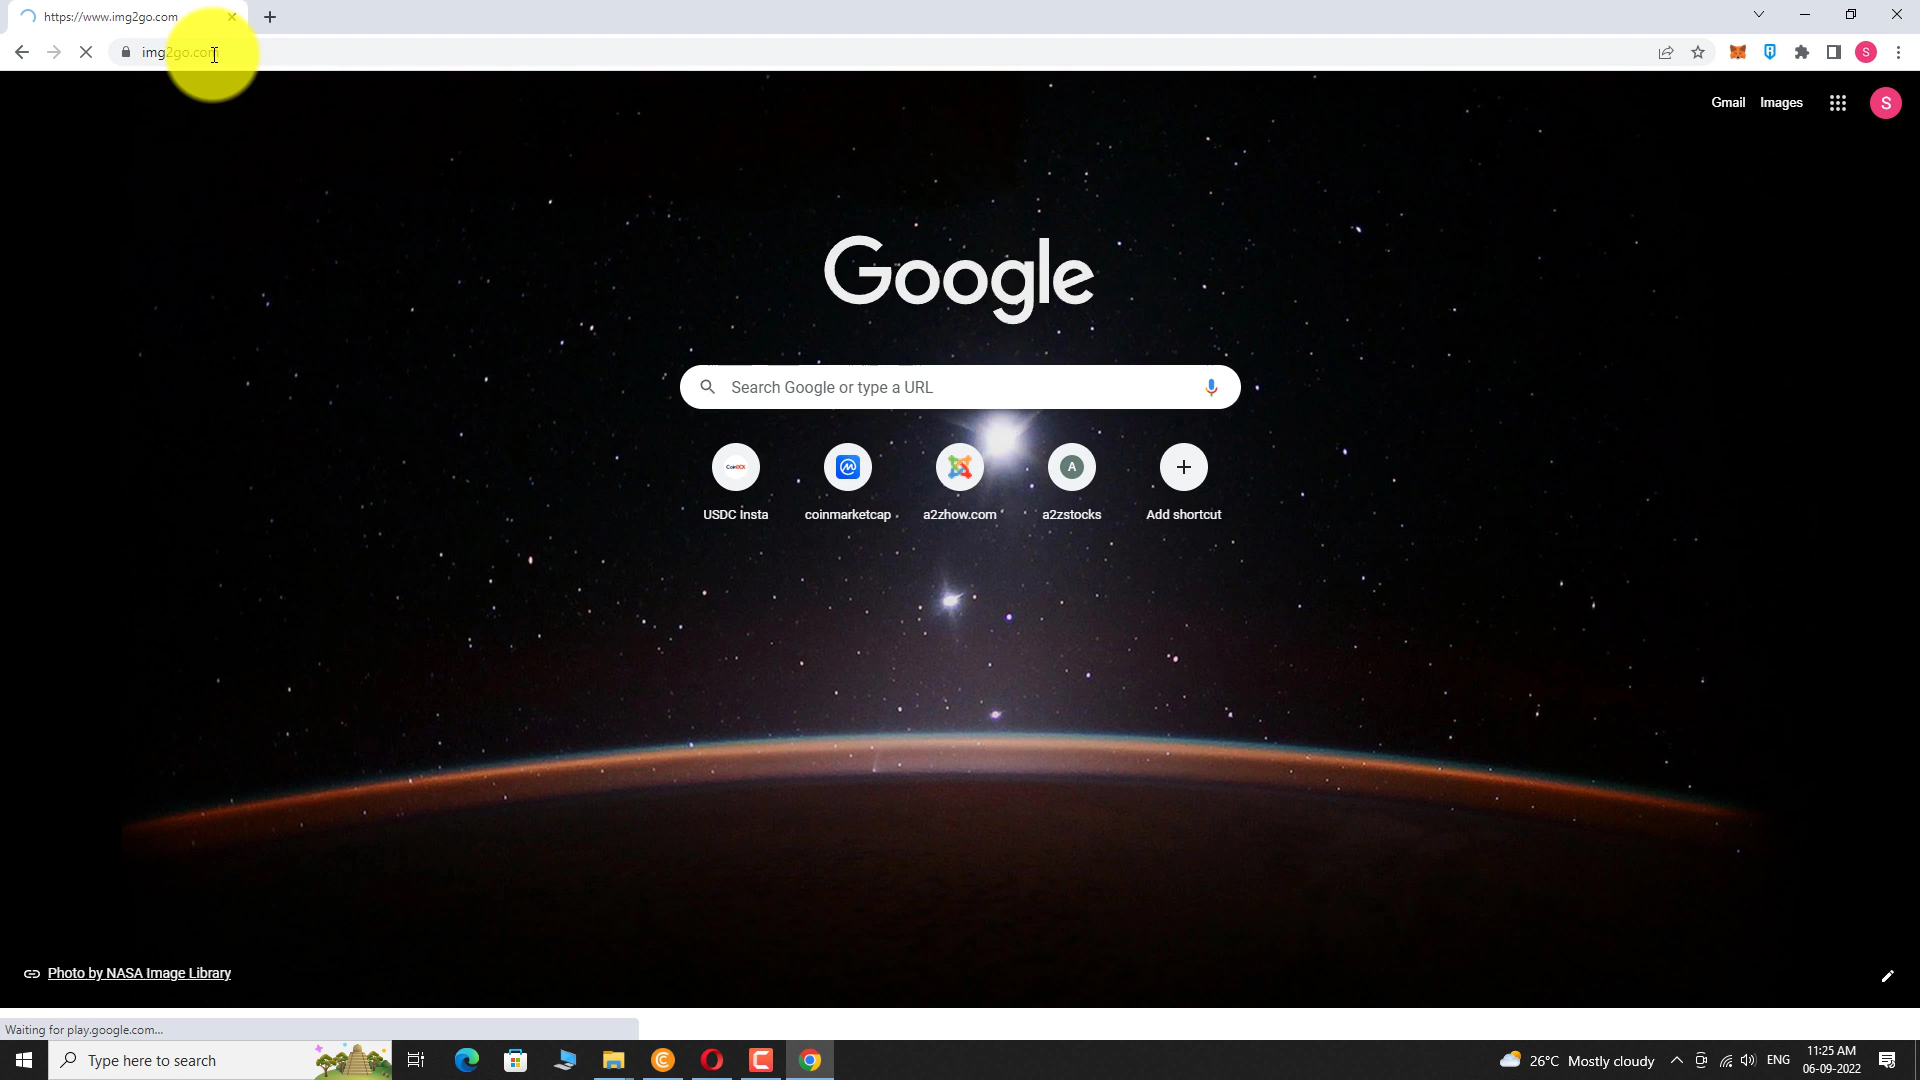 https://www.img2go.com
img2go.com
S
Gmail
Images
S
Google
Search Google or type a URL
CoinDCX
A
USDC Insta
coinmarketcap
a2zhow.com
a2zstocks
Add shortcut
Photo by NASA Image Library
Waiting for play.google.com...
Type here to search
26°C Mostly cloudy
ENG
11:25 AM
06-09-2022